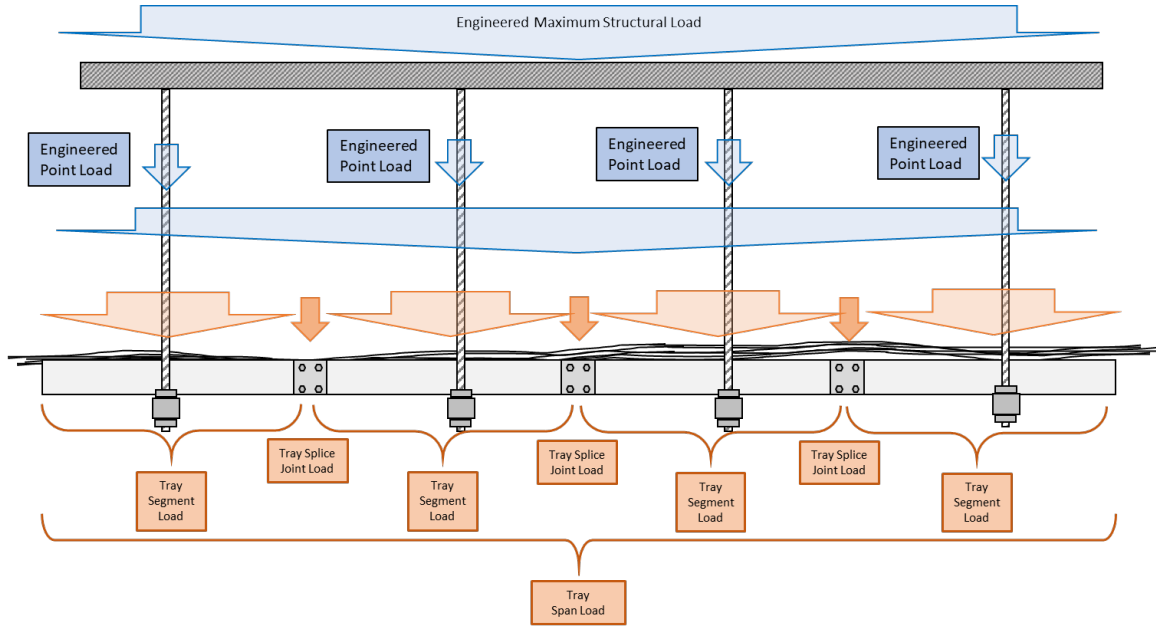 Engineered Maximum Structural Load
Engineered
Point Load
Engineered
Point Load
Engineered
Point Load
Engineered
Point Load
Tray Splice
Joint Load
Tray Splice
Joint Load
Tray Splice
Joint Load
Tray
Segment
Load
Tray
Segment
Load
Tray
Segment
Load
Tray
Segment
Load
Tray
Span Load